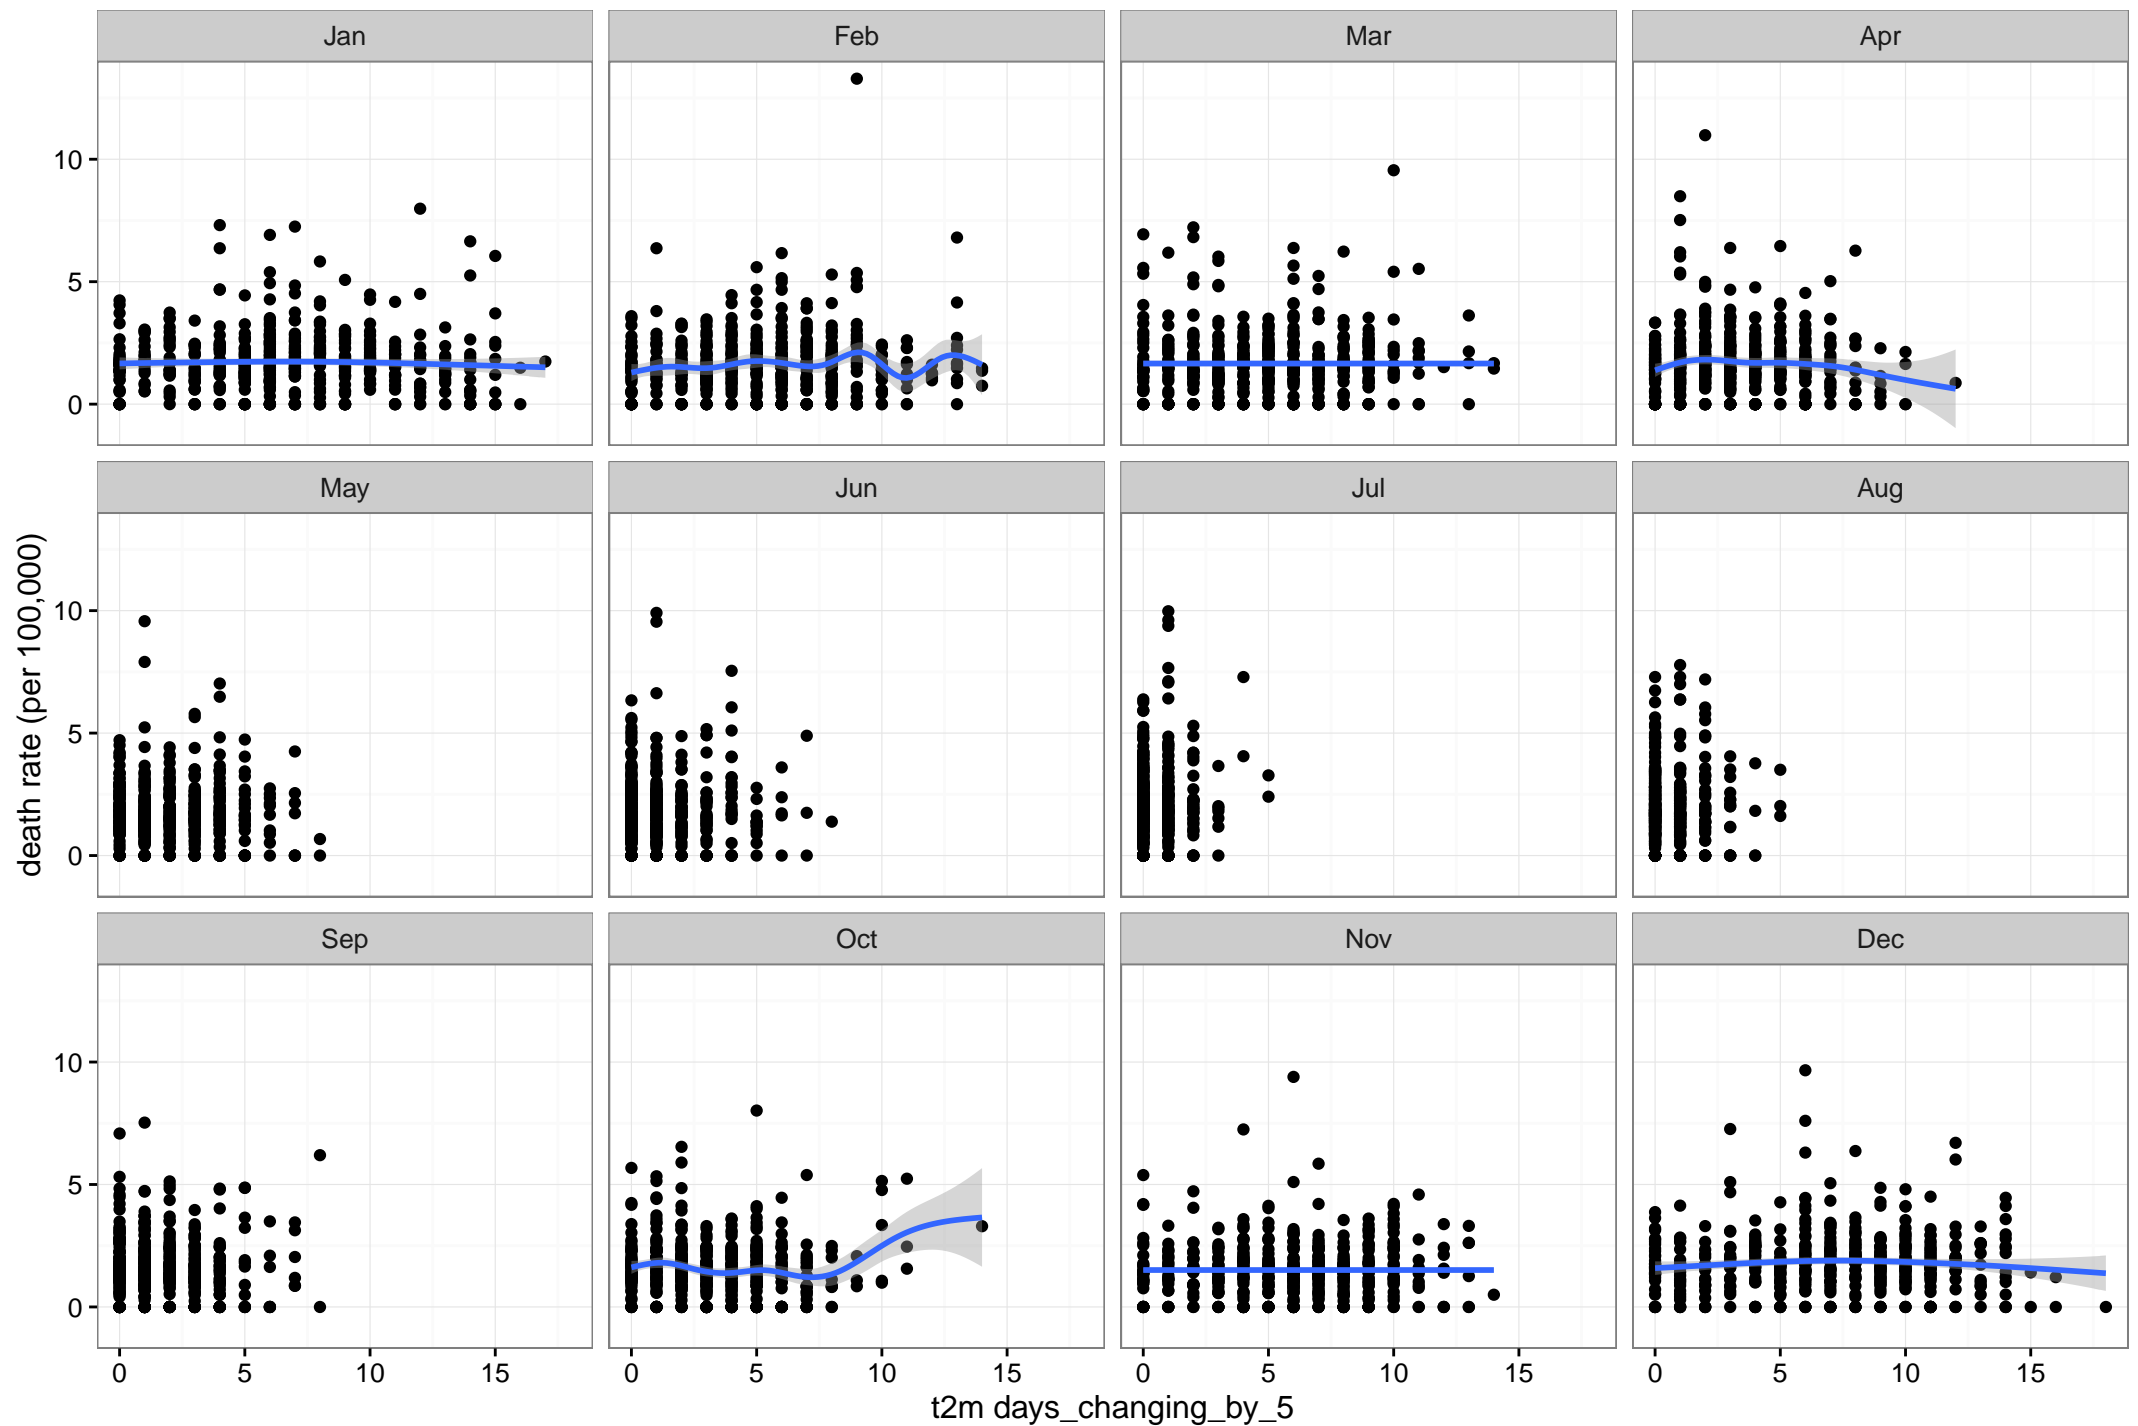 Jan Feb Mar Apr
10
5
0
May Jun Jul Aug
death rate (per 100,000)
10
5
0
Sep Oct Nov Dec
10
5
0
0 5 10 15 0 5 10 15 0 5 10 15 0 5 10 15
t2m days_changing_by_5